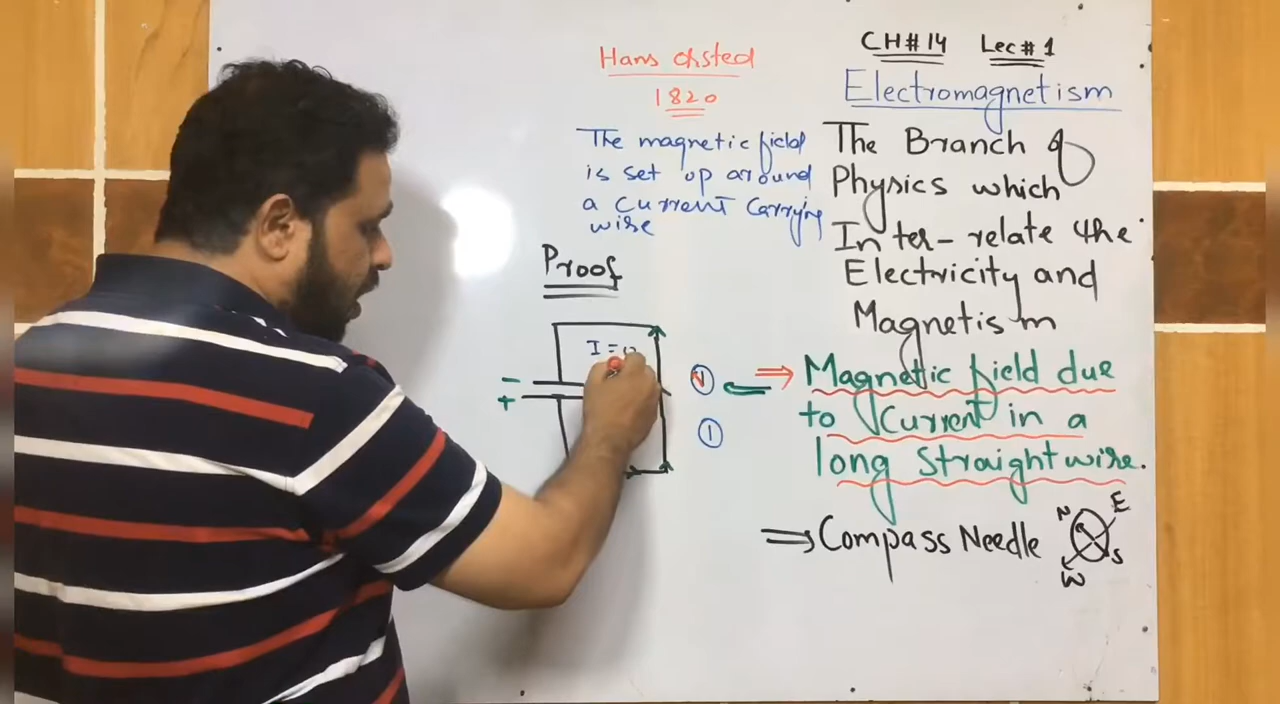 CH#14 Lec#1
Electromagnetism
The Branch of
Physics which
Inter-relate the
Electricity and
Magnetism
Hans Orsted
1820
The magnetic field
is set up around
a current carrying
wire
Proof
I =
-
+
1
⇒ Magnetic field due
to Current in a
long Straight wire.
⇒ Compass Needle
N E
W S